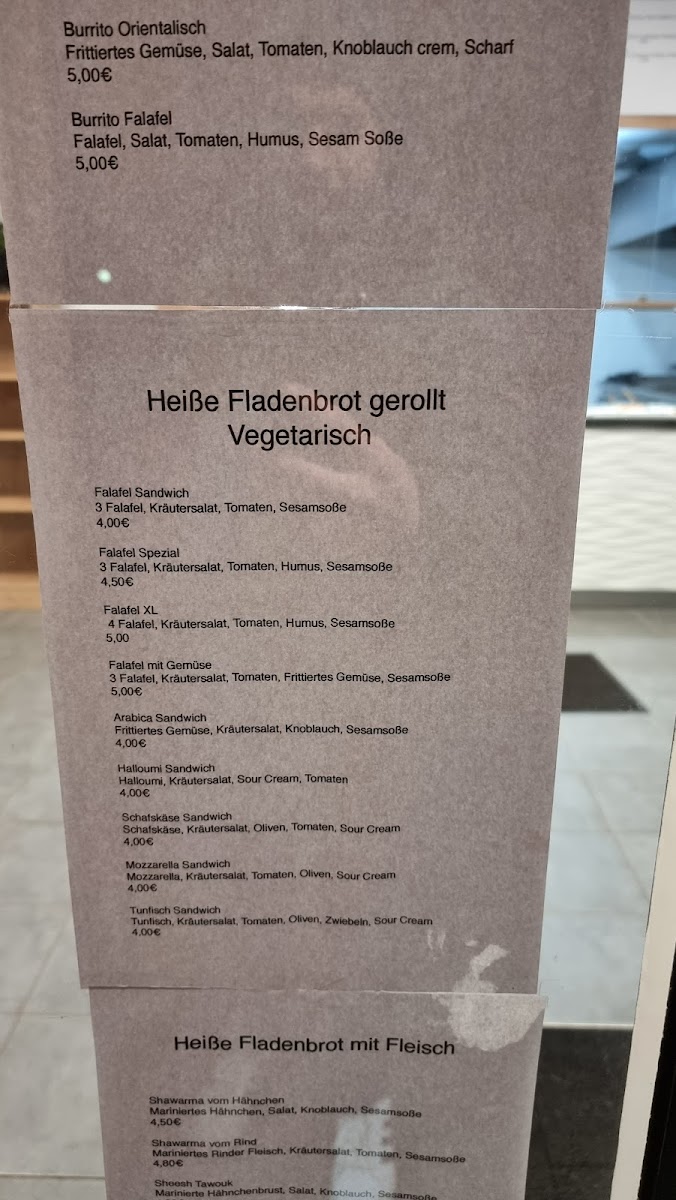 Burrito Orientalisch
Frittiertes Gemüse, Salat, Tomaten, Knoblauch crem, Scharf
5,00€
Burrito Falafel
Falafel, Salat, Tomaten, Humus, Sesam Soße
5,00€
Heiße Fladenbrot gerollt
Vegetarisch
Falafel Sandwich
3 Falafel, Kräutersalat, Tomaten, Sesamsoße
4,00€
Falafel Spezial
3 Falafel, Kräutersalat, Tomaten, Humus, Sesamsoße
4,50€
Falafel XL
4 Falafel, Kräutersalat, Tomaten, Humus, Sesamsoße
5,00
Falafel mit Gemüse
3 Falafel, Kräutersalat, Tomaten, Frittiertes Gemüse, Sesamsoße
5,00€
Arabica Sandwich
Frittiertes Gemüse, Kräutersalat, Knoblauch, Sesamsoße
4,00€
Halloumi Sandwich
Halloumi, Kräutersalat, Sour Cream, Tomaten
4,00€
Schafskäse Sandwich
Schafskäse, Kräutersalat, Oliven, Tomaten, Sour Cream
4,00€
Mozzarella Sandwich
Mozzarella, Kräutersalat, Tomaten, Oliven, Sour Cream
4,00€
Tunfisch Sandwich
Tunfisch, Kräutersalat, Tomaten, Oliven, Zwiebeln, Sour Cream
4,00€
Heiße Fladenbrot mit Fleisch
Shawarma vom Hähnchen
Mariniertes Hähnchen, Salat, Knoblauch, Sesamsoße
4,50€
Shawarma vom Rind
Mariniertes Rinder Fleisch, Kräutersalat, Tomaten, Sesamsoße
4,80€
Sheesh Tawouk
Marinierte Hähnchenbrust, Salat, Knoblauch, Sesamsoße